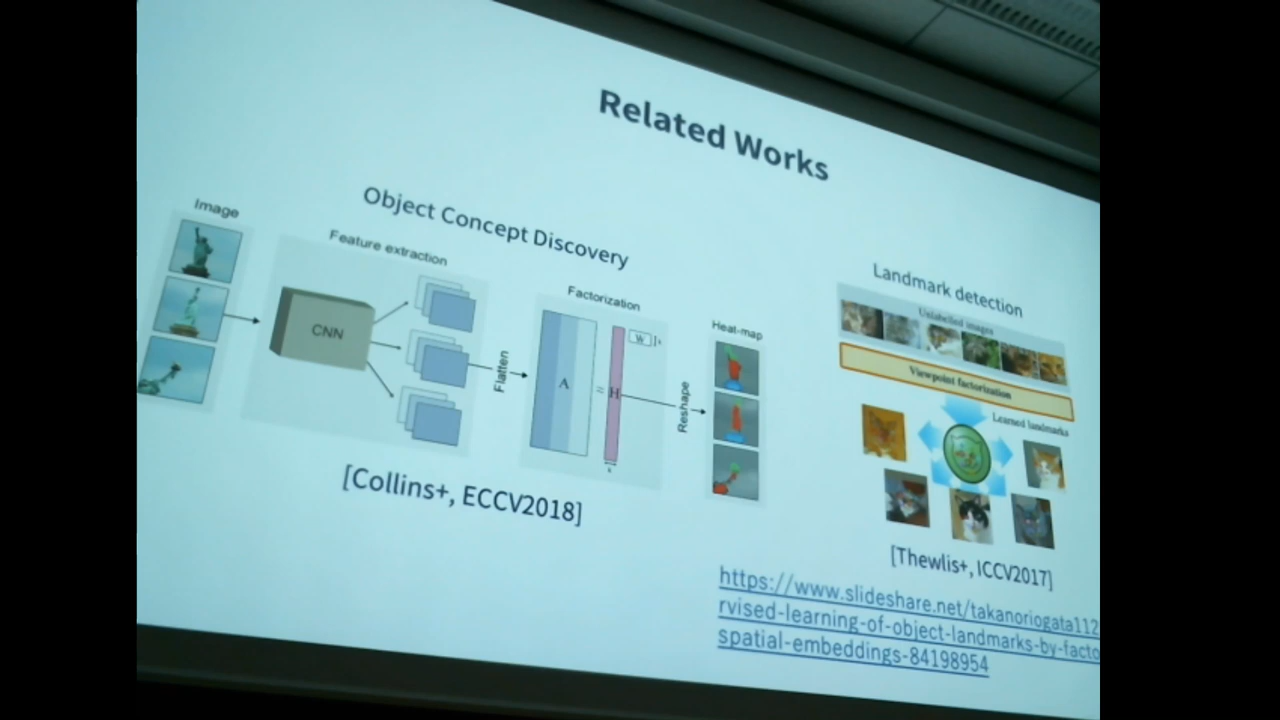 Related Works
Object Concept Discovery
Image
Feature extraction
CNN
Flatten
Factorization
A
=
H
W
Reshape
Heat-map
[Collins+, ECCV2018]
Landmark detection
Unlabelled images
Viewpoint factorization
Learned landmarks
[Thewlis+, ICCV2017]
https://www.slideshare.net/takanoriogata112
rvised-learning-of-object-landmarks-by-facto
spatial-embeddings-84198954